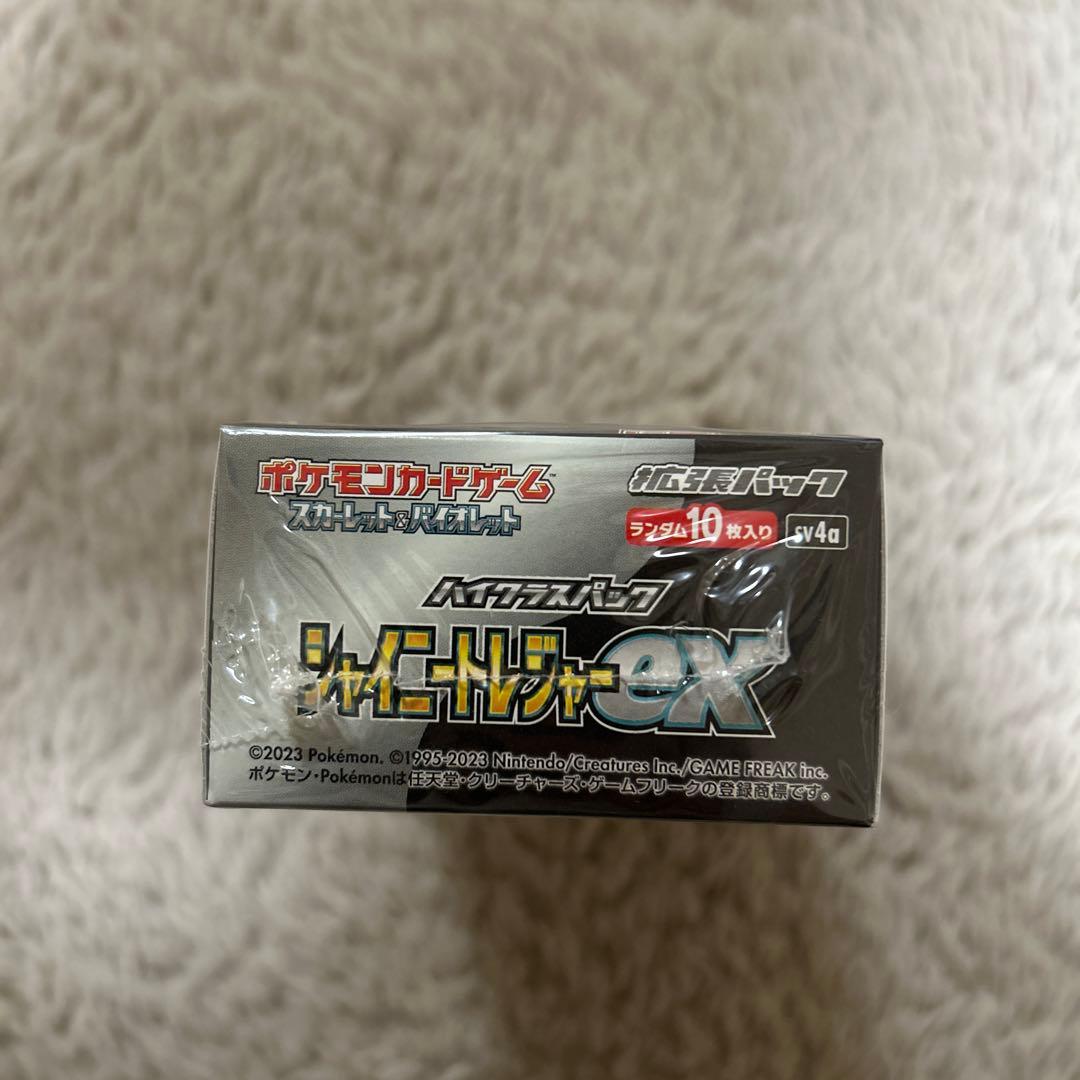 ポケモンカードゲーム™
スカーレット&バイオレット
拡張パック
ランダム10枚入り sv4a
ハイクラスパック
シャイニートレジャーex
©2023 Pokémon. ©1995-2023 Nintendo/Creatures Inc./GAME FREAK inc.
ポケモン・Pokémonは任天堂・クリーチャーズ・ゲームフリークの登録商標です。